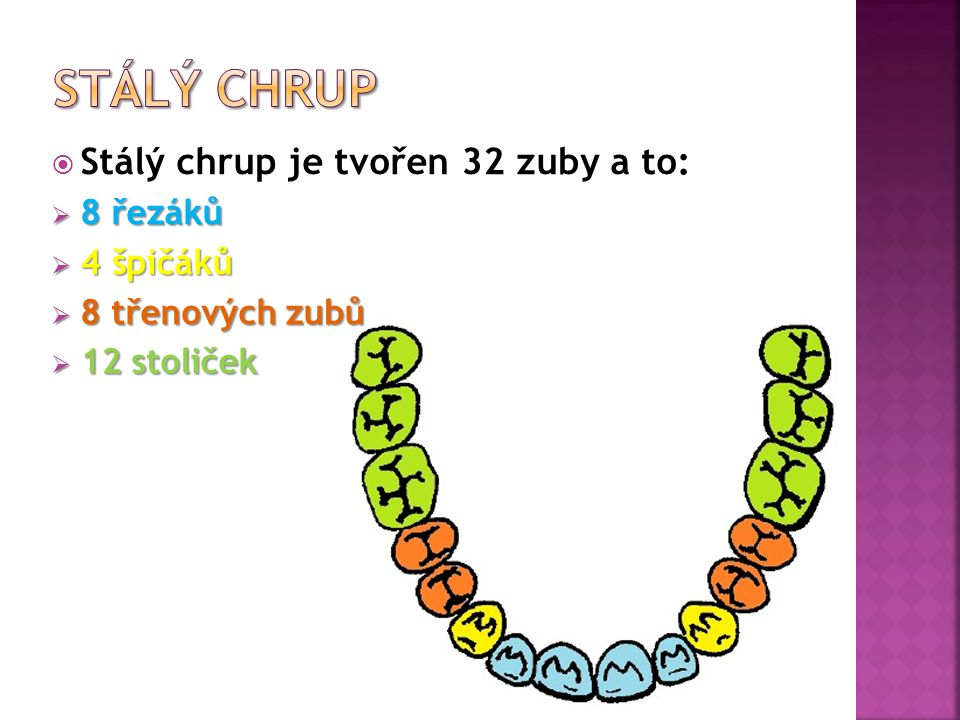 STÁLÝ CHRUP
Stálý chrup je tvořen 32 zuby a to:
8 řezáků
4 špičáků
8 třenových zubů
12 stoliček